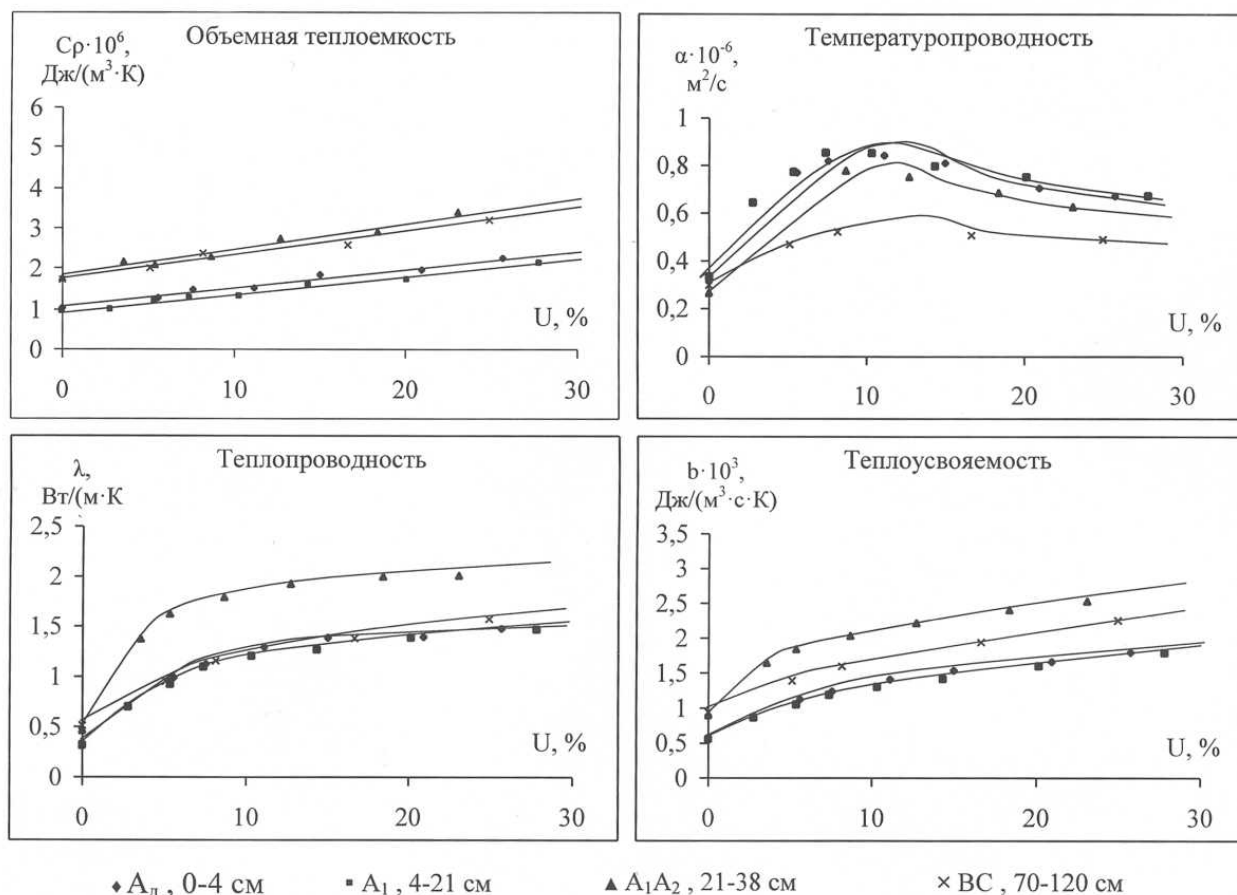 Объемная теплоемкость
Cρ·10⁶,
Дж/(м³·К)
6
5
4
3
2
1
0
U, %
0 10 20 30
Температуропроводность
α·10⁻⁶,
м²/с
1
0,8
0,6
0,4
0,2
0
U, %
0 10 20 30
Теплопроводность
λ,
Вт/(м·К
2,5
2
1,5
1
0,5
0
U, %
0 10 20 30
Теплоусвояемость
b·10³,
Дж/(м³·с·К)
3,5
3
2,5
2
1,5
1
0,5
0
U, %
0 10 20 30
Aд , 0-4 см A₁ , 4-21 см A₁A₂ , 21-38 см BC , 70-120 см